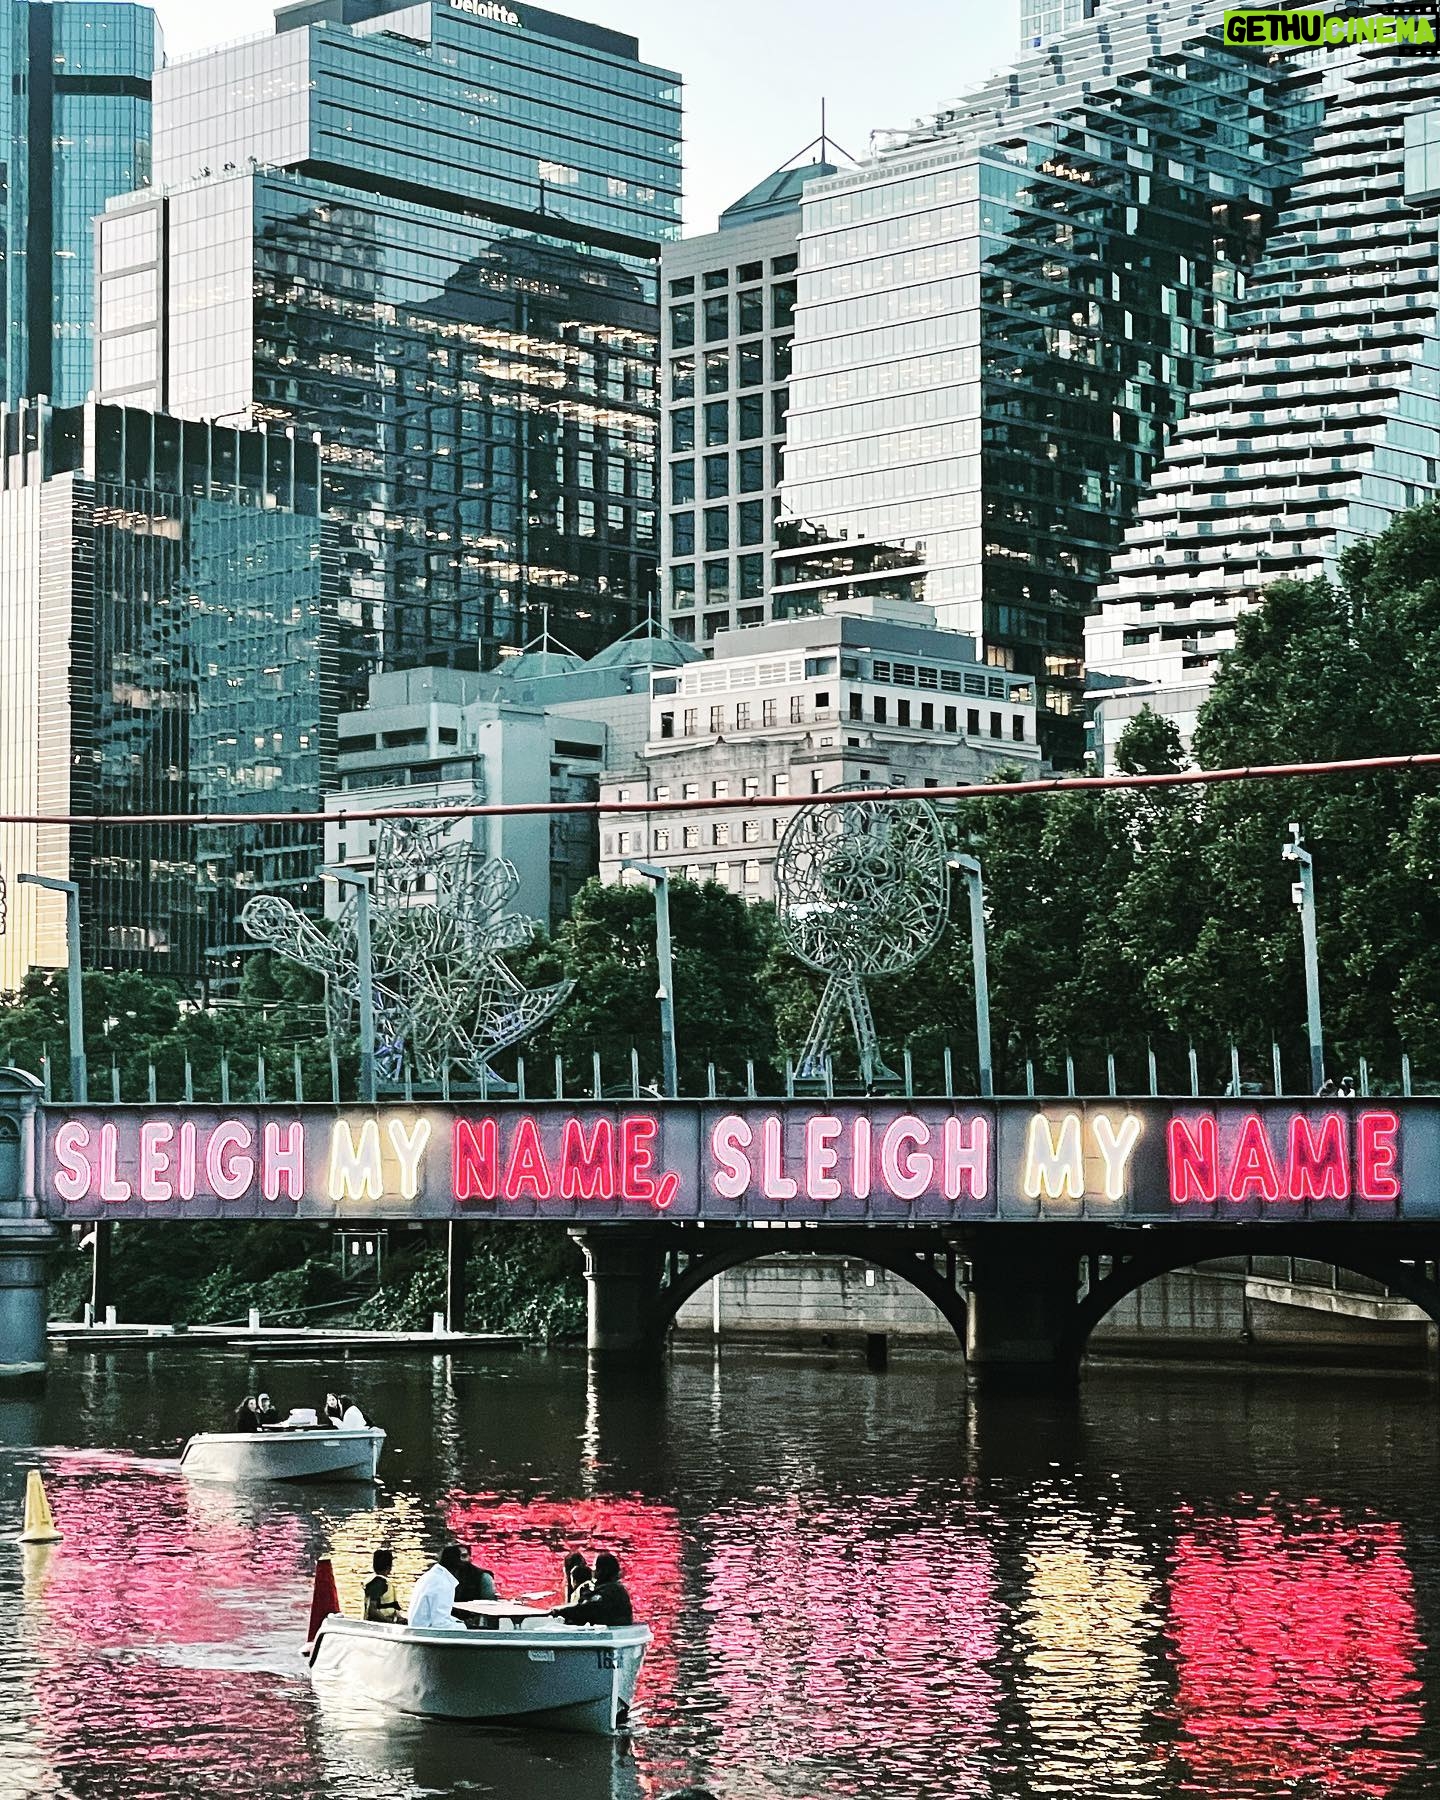 Deloitte.
GETHUCINEMA
SLEIGH MY NAME, SLEIGH MY NAME